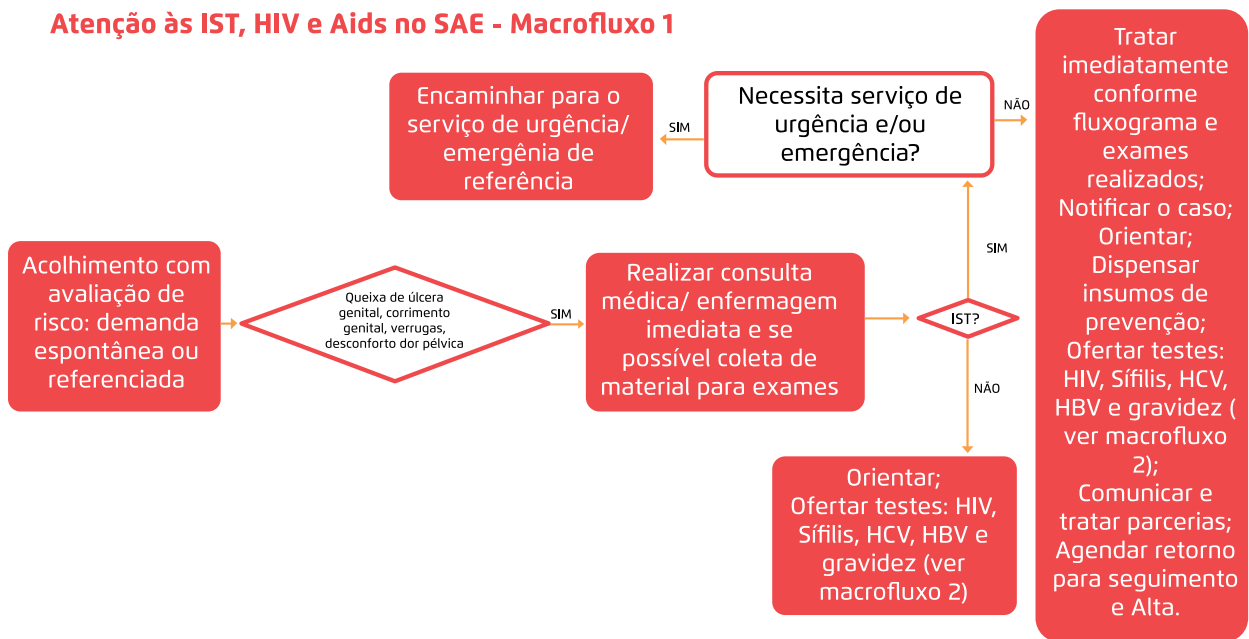 Atenção às IST, HIV e Aids no SAE - Macrofluxo 1
Acolhimento com
avaliação de
risco: demanda
espontânea ou
referenciada
Queixa de úlcera
genital, corrimento
genital, verrugas,
desconforto dor pélvica
SIM
Realizar consulta
médica/ enfermagem
imediata e se
possível coleta de
material para exames
IST?
SIM
Necessita serviço de
urgência e/ou
emergência?
SIM
Encaminhar para o
serviço de urgência/
emergênia de
referência
NÃO
Tratar
imediatamente
conforme
fluxograma e
exames
realizados;
Notificar o caso;
Orientar;
Dispensar
insumos de
prevenção;
Ofertar testes:
HIV, Sífilis, HCV,
HBV e gravidez (
ver macrofluxo
2);
Comunicar e
tratar parcerias;
Agendar retorno
para seguimento
e Alta.
NÃO
Orientar;
Ofertar testes: HIV,
Sífilis, HCV, HBV e
gravidez (ver
macrofluxo 2)